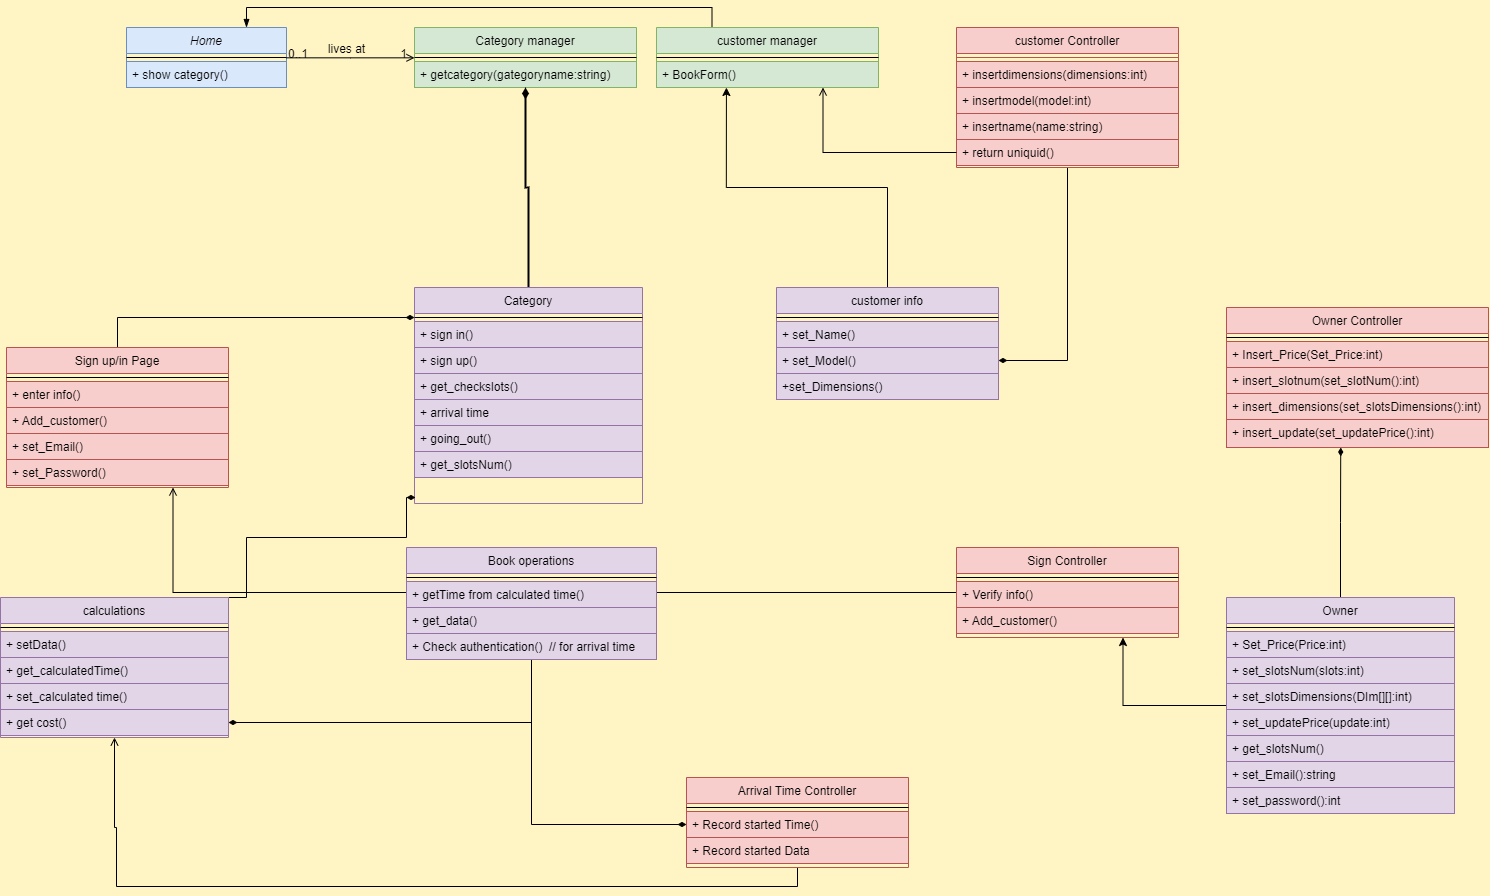 Home
+ show category()
0..1
lives at
1
Category manager
+ getcategory(gategoryname:string)
customer manager
+ BookForm()
customer Controller
+ insertdimensions(dimensions:int)
+ insertmodel(model:int)
+ insertname(name:string)
+ return uniquid()
Category
+ sign in()
+ sign up()
+ get_checkslots()
+ arrival time
+ going_out()
+ get_slotsNum()
customer info
+ set_Name()
+ set_Model()
+set_Dimensions()
Owner Controller
+ Insert_Price(Set_Price:int)
+ insert_slotnum(set_slotNum():int)
+ insert_dimensions(set_slotsDimensions():int)
+ insert_update(set_updatePrice():int)
Sign up/in Page
+ enter info()
+ Add_customer()
+ set_Email()
+ set_Password()
Book operations
+ getTime from calculated time()
+ get_data()
+ Check authentication()  // for arrival time
Sign Controller
+ Verify info()
+ Add_customer()
calculations
+ setData()
+ get_calculatedTime()
+ set_calculated time()
+ get cost()
Owner
+ Set_Price(Price:int)
+ set_slotsNum(slots:int)
+ set_slotsDimensions(DIm[][]:int)
+ set_updatePrice(update:int)
+ get_slotsNum()
+ set_Email():string
+ set_password():int
Arrival Time Controller
+ Record started Time()
+ Record started Data